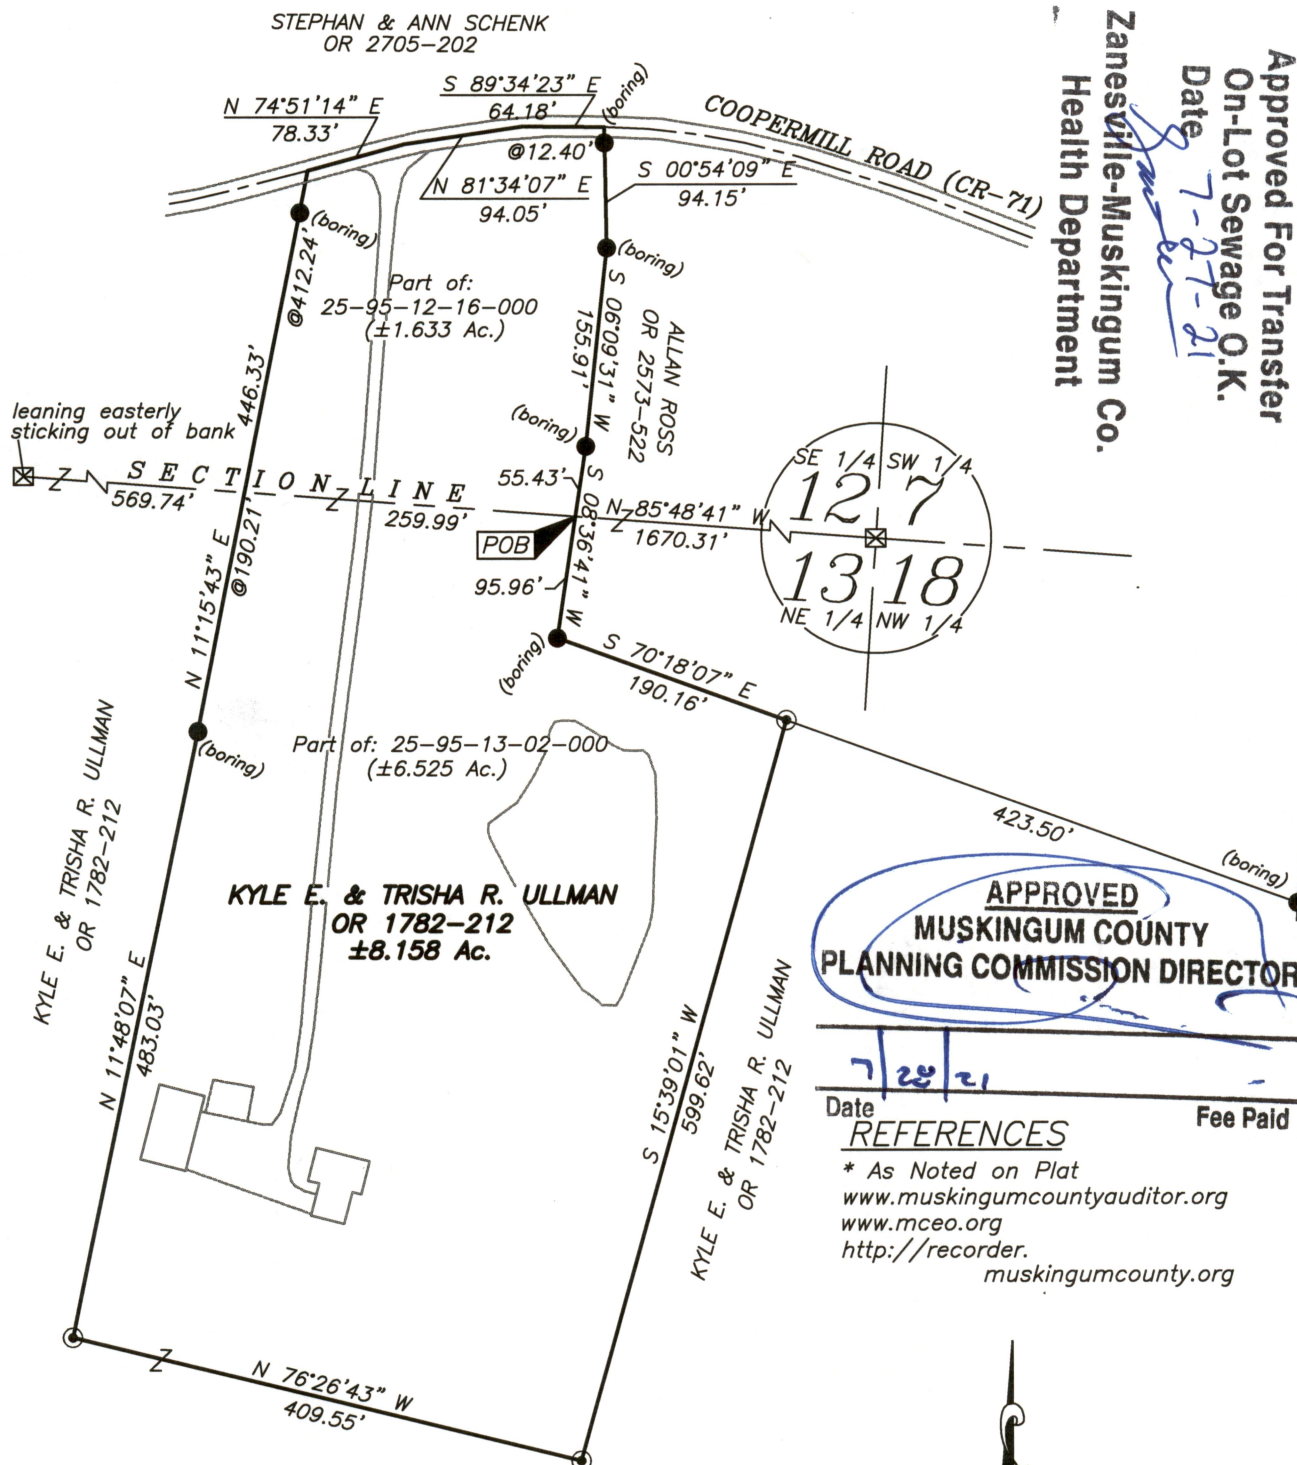 STEPHAN & ANN SCHENK
OR 2705-202
S 89°34'23" E
64.18'
(boring)
N 74°51'14" E
78.33'
COOPERMILL ROAD (CR-71)
@12.40'
N 81°34'07" E
94.05'
S 00°54'09" E
94.15'
(boring)
(boring)
@412.24'
Part of:
25-95-12-16-000
(±1.633 Ac.)
S 06°09'31" W
155.91'
ALLAN ROSS
OR 2573-522
446.33'
leaning easterly
sticking out of bank
(boring)
SECTION LINE
569.74'
259.99'
55.43'
S 08°36'41" W
N 85°48'41" W
1670.31'
POB
95.96'
SE 1/4 SW 1/4
12 7
13 18
NE 1/4 NW 1/4
N 11°15'43" E
@190.21'
(boring)
S 70°18'07" E
190.16'
(boring)
Part of: 25-95-13-02-000
(±6.525 Ac.)
KYLE E. & TRISHA R. ULLMAN
OR 1782-212
423.50'
(boring)
KYLE E. & TRISHA R. ULLMAN
OR 1782-212
±8.158 Ac.
N 11°48'07" E
483.03'
S 15°39'01" W
599.62'
KYLE E. & TRISHA R. ULLMAN
OR 1782-212
N 76°26'43" W
409.55'
Approved For Transfer
On-Lot Sewage O.K.
Date 7-27-21
Zanesville-Muskingum Co.
Health Department
APPROVED
MUSKINGUM COUNTY
PLANNING COMMISSION DIRECTOR
7/28/21
Date
Fee Paid
REFERENCES
* As Noted on Plat
www.muskingumcountyauditor.org
www.mceo.org
http://recorder.
muskingumcounty.org